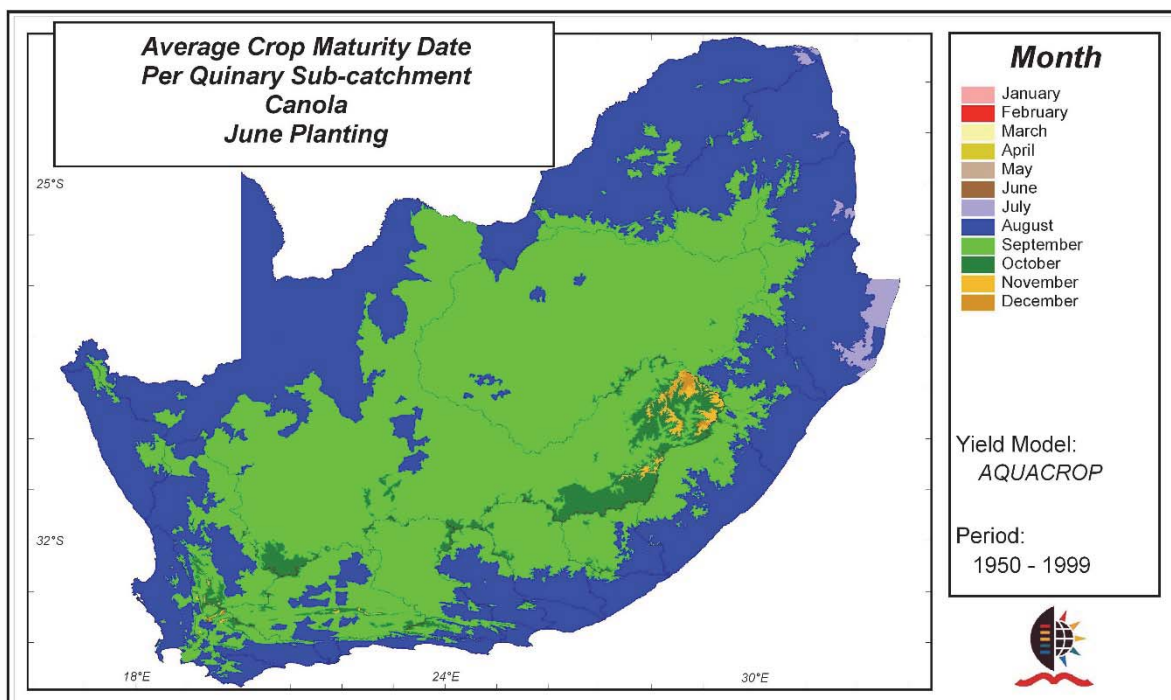 Average Crop Maturity Date
Per Quinary Sub-catchment
Canola
June Planting
25°S
32°S
18°E
24°E
30°E
Month
January
February
March
April
May
June
July
August
September
October
November
December
Yield Model:
AQUACROP
Period:
1950 - 1999